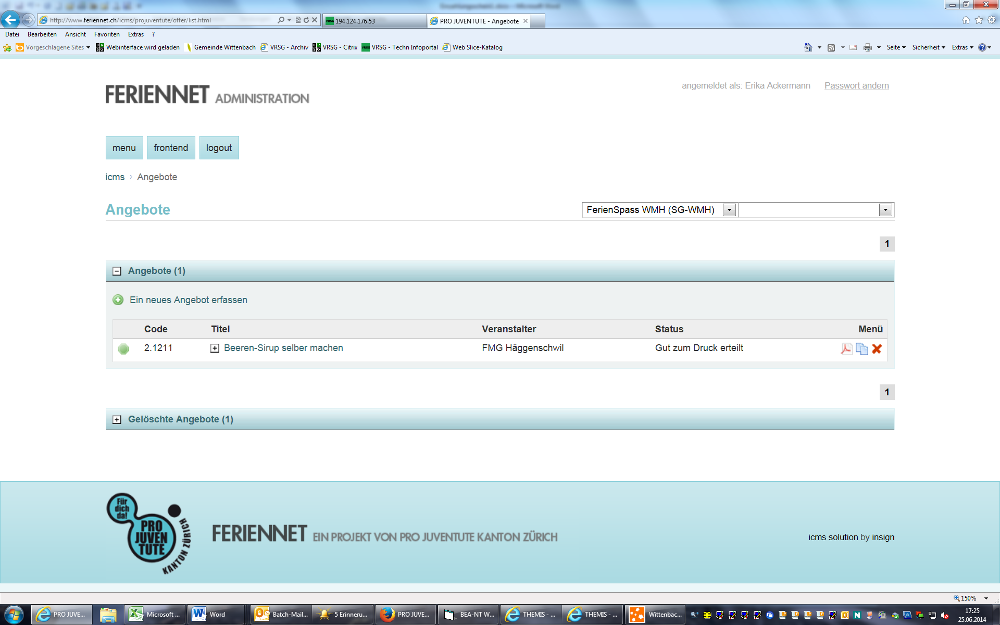 http://www.feriennet.ch/icms/projuventute/offer/list.html
194.124.176.53
PRO JUVENTUTE - Angebote
Datei Bearbeiten Ansicht Favoriten Extras ?
Vorgeschlagene Sites Webinterface wird geladen Gemeinde Wittenbach VRSG - Archiv VRSG - Citrix VRSG - Techn Infoportal Web Slice-Katalog Seite Sicherheit Extras
FERIENNET ADMINISTRATION
angemeldet als: Erika Ackermann Passwort ändern
menu frontend logout
icms > Angebote
Angebote
FerienSpass WMH (SG-WMH)
1
Angebote (1)
Ein neues Angebot erfassen
Code Titel Veranstalter Status Menü
2.1211 Beeren-Sirup selber machen FMG Häggenschwil Gut zum Druck erteilt
1
Gelöschte Angebote (1)
Für
dich
da!
PRO
JUVEN
TUTE
KANTON ZÜRICH
FERIENNET EIN PROJEKT VON PRO JUVENTUTE KANTON ZÜRICH
icms solution by insign
150%
PRO JUVE... Microsoft ... Word Batch-Mail... 5 Erinneru... PRO JUVE... BEA-NT W... THEMIS - ... THEMIS - ... Wittenbac...
17:25
25.06.2014